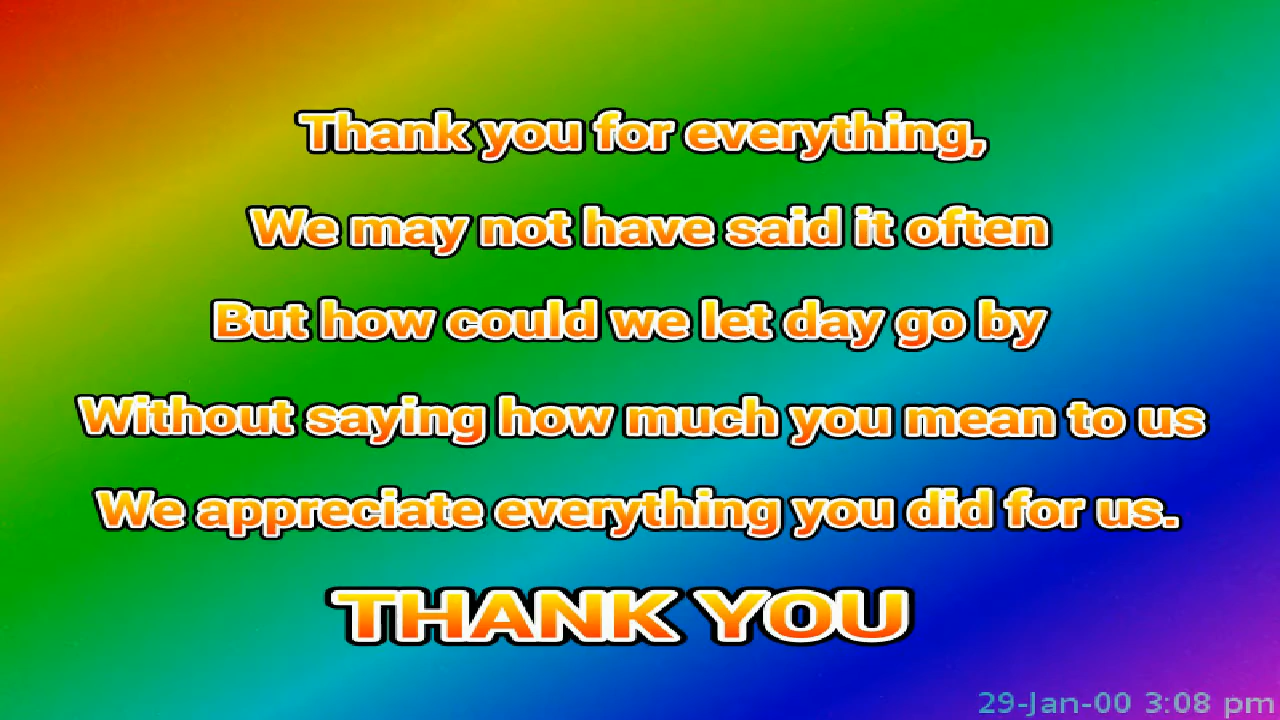 Thank you for everything,
We may not have said it often
But how could we let day go by
Without saying how much you mean to us
We appreciate everything you did for us.
THANK YOU
29-Jan-00 3:08 pm